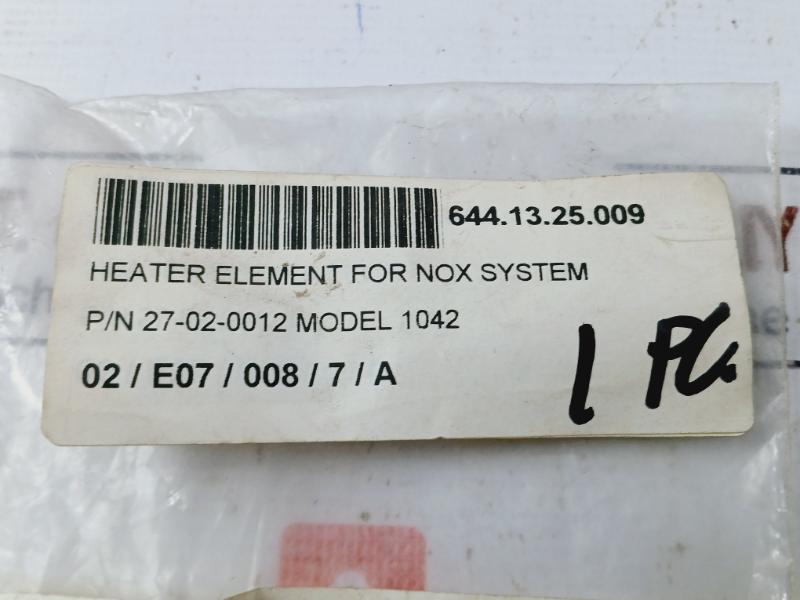 644.13.25.009
HEATER ELEMENT FOR NOX SYSTEM
P/N 27-02-0012 MODEL 1042
02 / E07 / 008 / 7 / A
1 PC.